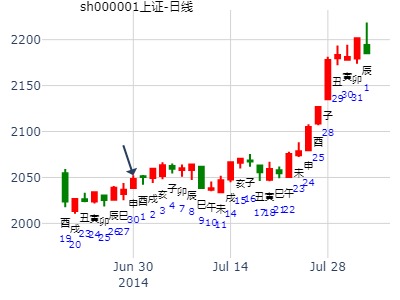 sh000001上证-日线
2200
2150
2100
2050
2000
酉 戌 丑 寅 卯 辰 巳 申 酉 戌 亥 子 卯 辰 巳 午 未 戌 亥 子 丑 寅 巳 午 未 申 酉 子 丑 寅 卯 辰
19 20 23 24 25 26 27 30 1 2 3 4 7 8 9 10 11 14 15 16 17 18 21 22 23 24 25 28 29 30 31 1
Jun 30 Jul 14 Jul 28
2014